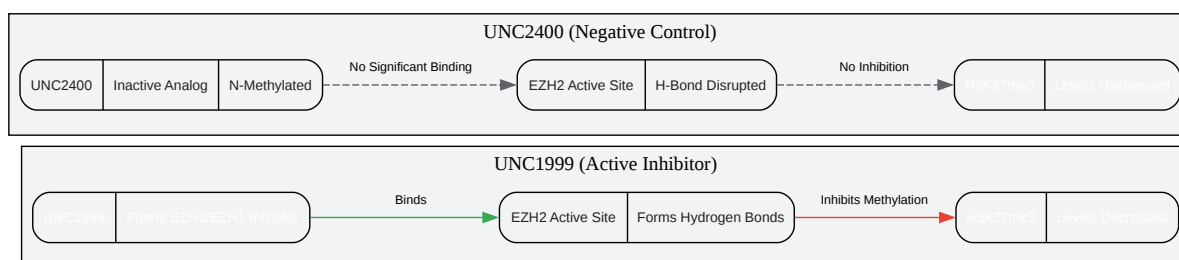 UNC2400 (Negative Control)
UNC2400 Inactive Analog N-Methylated
No Significant Binding
EZH2 Active Site H-Bond Disrupted
No Inhibition
H3K27me3 Levels Unchanged
UNC1999 (Active Inhibitor)
UNC1999 Potent EZH2/EZH1 Inhibitor
Binds
EZH2 Active Site Forms Hydrogen Bonds
Inhibits Methylation
H3K27me3 Levels Decreased